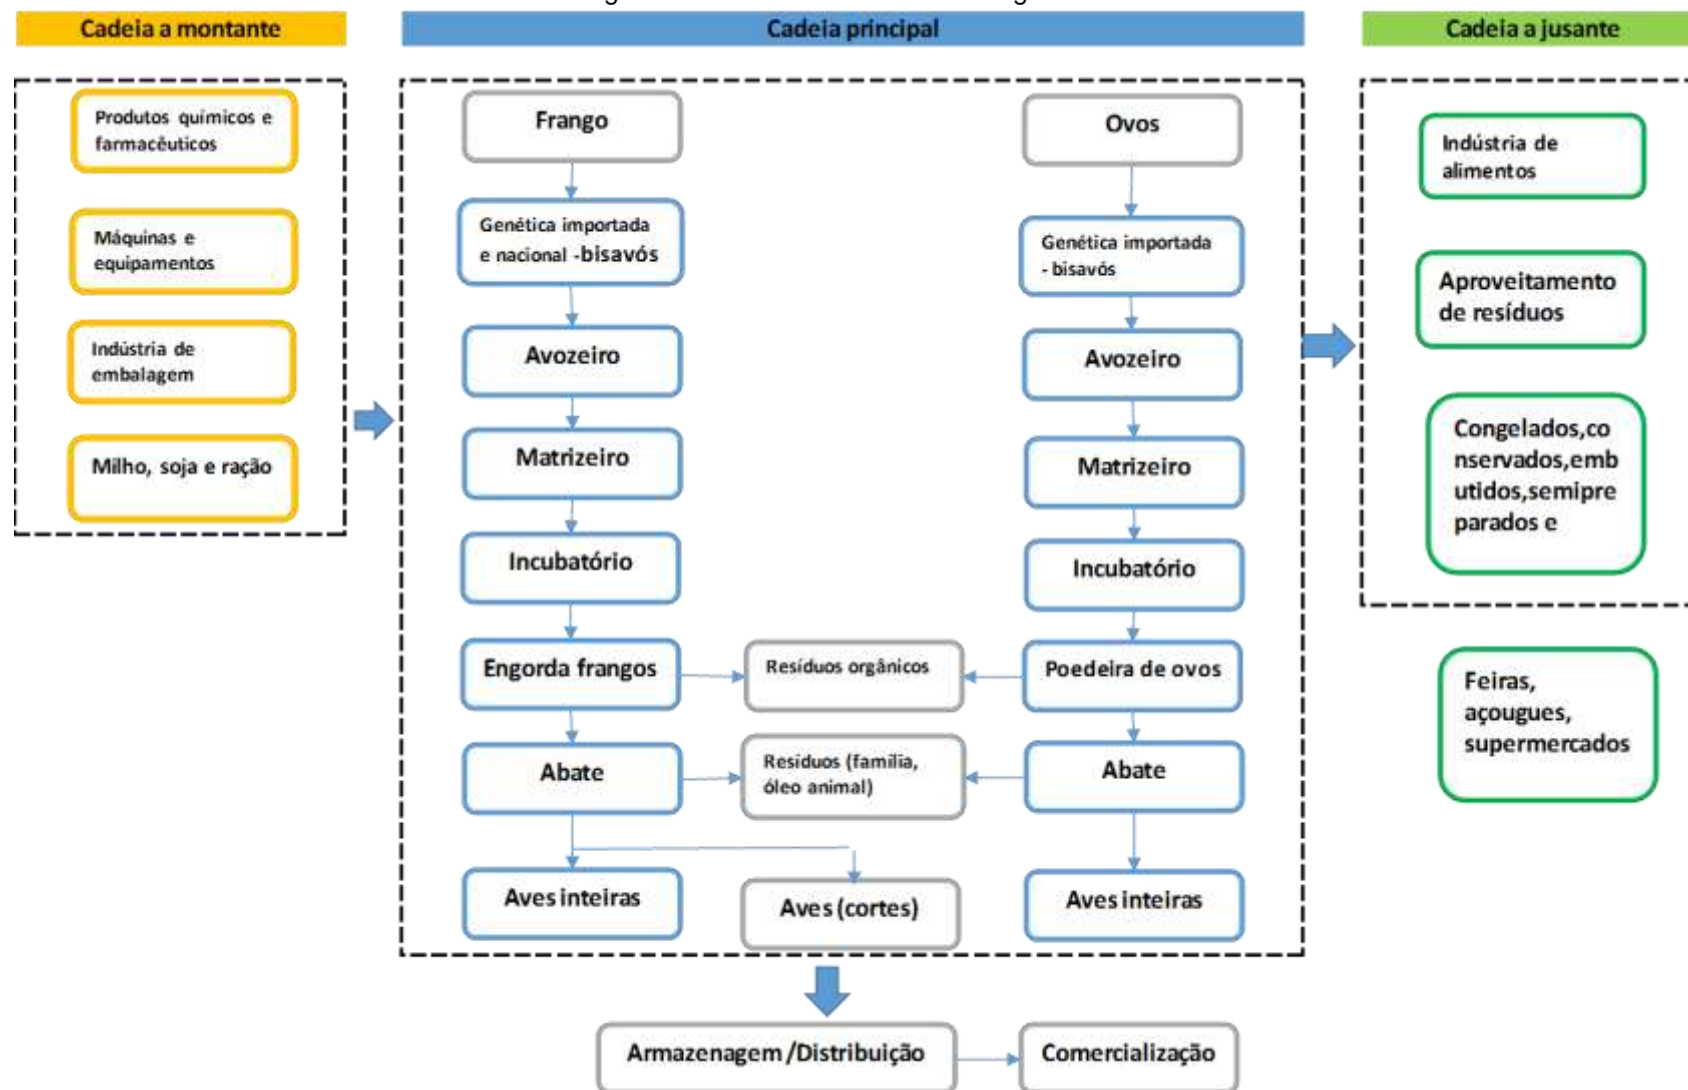 Cadeia a montante
Cadeia principal
Cadeia a jusante
Produtos químicos e
farmacêuticos
Máquinas e
equipamentos
Indústria de
embalagem
Milho, soja e ração
Frango
Genética importada
e nacional -bisavós
Avozeiro
Matrizeiro
Incubatório
Engorda frangos
Abate
Aves inteiras
Resíduos orgânicos
Resíduos (família,
óleo animal)
Aves (cortes)
Ovos
Genética importada
- bisavós
Avozeiro
Matrizeiro
Incubatório
Poedeira de ovos
Abate
Aves inteiras
Armazenagem /Distribuição
Comercialização
Indústria de
alimentos
Aproveitamento
de resíduos
Congelados,co
nservados,emb
utidos,semipre
parados e
Feiras,
açougues,
supermercados